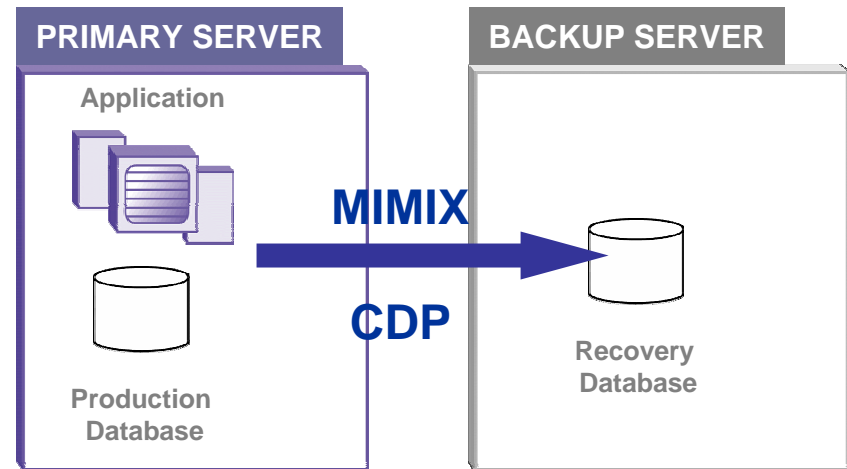 PRIMARY SERVER
Application
Production
Database
MIMIX
CDP
BACKUP SERVER
Recovery
Database